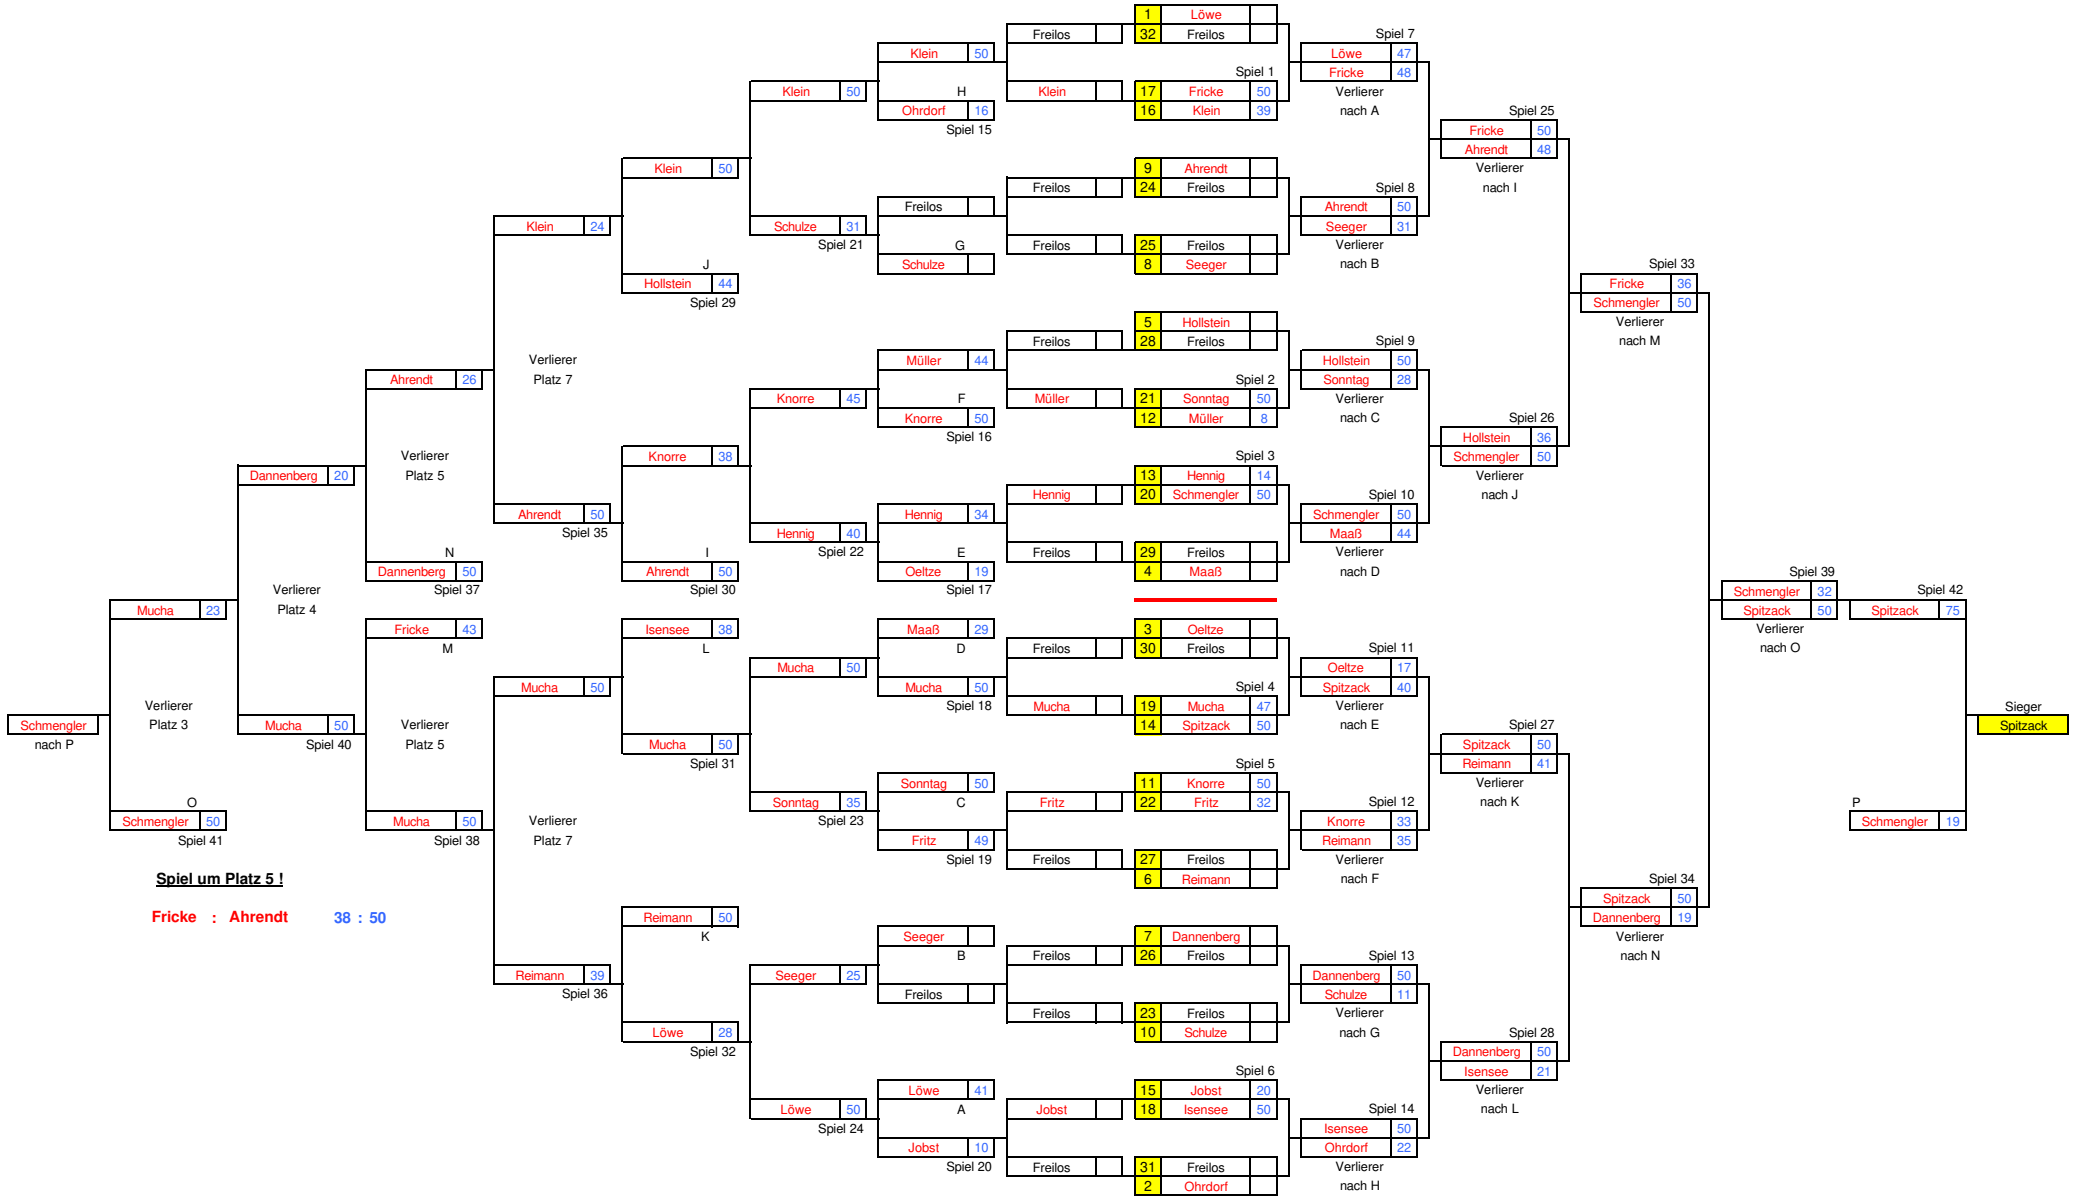 1 Löwe
Freilos 32 Freilos Spiel 7
Klein 50 Löwe 47
Spiel 1 Fricke 48
Klein 50 H Klein 17 Fricke 50 Verlierer
Ohrdorf 16 16 Klein 39 nach A Spiel 25
Spiel 15 Fricke 50
Ahrendt 48
Klein 50 9 Ahrendt Verlierer
Freilos 24 Freilos Spiel 8 nach I
Freilos Ahrendt 50
Klein 24 Schulze 31 Seeger 31
Spiel 21 G Freilos 25 Freilos Verlierer
J Schulze 8 Seeger nach B Spiel 33
Hollstein 44 Fricke 36
Spiel 29 Schmengler 50
5 Hollstein Verlierer
Freilos 28 Freilos Spiel 9 nach M
Verlierer Müller 44 Hollstein 50
Ahrendt 26 Platz 7 Spiel 2 Sonntag 28
Knorre 45 F Müller 21 Sonntag 50 Verlierer
Knorre 50 12 Müller 8 nach C Spiel 26
Spiel 16 Hollstein 36
Verlierer Knorre 38 Spiel 3 Schmengler 50
Dannenberg 20 Platz 5 13 Hennig 14 Verlierer
Hennig 20 Schmengler 50 Spiel 10 nach J
Ahrendt 50 Hennig 34 Schmengler 50
Spiel 35 Hennig 40 Maaß 44
N I Spiel 22 E Freilos 29 Freilos Verlierer
Dannenberg 50 Ahrendt 50 Oeltze 19 4 Maaß nach D Spiel 39
Verlierer Spiel 37 Spiel 30 Spiel 17 Schmengler 32 Spiel 42
Mucha 23 Platz 4 Spitzack 50 Spitzack 75
Fricke 43 Isensee 38 Maaß 29 3 Oeltze Verlierer
M L D Freilos 30 Freilos Spiel 11 nach O
Mucha 50 Oeltze 17
Mucha 50 Mucha 50 Spiel 4 Spitzack 40
Verlierer Spiel 18 Mucha 19 Mucha 47 Verlierer Sieger
Schmengler Platz 3 Mucha 50 Verlierer 14 Spitzack 50 nach E Spiel 27 Spitzack
nach P Spiel 40 Platz 5 Mucha 50 Spitzack 50
Spiel 31 Spiel 5 Reimann 41
Sonntag 50 11 Knorre 50 Verlierer
O Sonntag 35 C Fritz 22 Fritz 32 Spiel 12 nach K P
Schmengler 50 Mucha 50 Verlierer Spiel 23 Knorre 33 Schmengler 19
Spiel 41 Spiel 38 Platz 7 Fritz 49 Reimann 35
Spiel 19 Freilos 27 Freilos Verlierer
Spiel um Platz 5 ! 6 Reimann nach F Spiel 34
Spitzack 50
Fricke : Ahrendt 38 : 50 Reimann 50 Dannenberg 19
K Seeger 7 Dannenberg Verlierer
B Freilos 26 Freilos Spiel 13 nach N
Reimann 39 Seeger 25 Dannenberg 50
Spiel 36 Freilos Schulze 11
Freilos 23 Freilos Verlierer
Löwe 28 10 Schulze nach G Spiel 28
Spiel 32 Dannenberg 50
Spiel 6 Isensee 21
Löwe 41 15 Jobst 20 Verlierer
Löwe 50 A Jobst 18 Isensee 50 Spiel 14 nach L
Spiel 24 Isensee 50
Jobst 10 Ohrdorf 22
Spiel 20 Freilos 31 Freilos Verlierer
2 Ohrdorf nach H